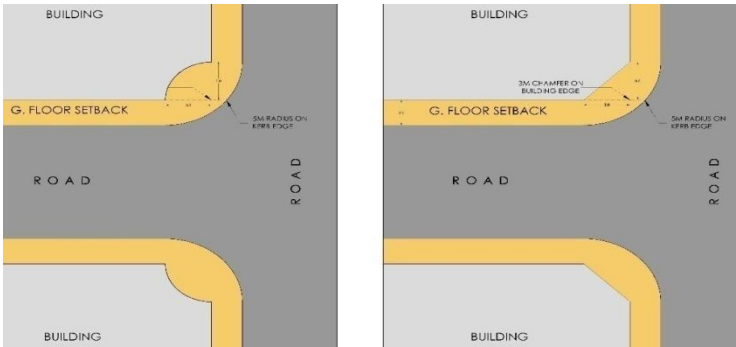 BUILDING
G. FLOOR SETBACK
5M RADIUS ON
KERB EDGE
ROAD
ROAD
BUILDING
BUILDING
3M CHAMFER ON
BUILDING EDGE
G. FLOOR SETBACK
5M RADIUS ON
KERB EDGE
ROAD
ROAD
BUILDING